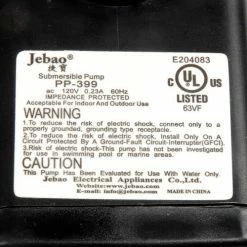 Jebao®
捷寳
E204083
Submersible Pump
PP-399
ac 120V 0.23A 60Hz
IMPEDANCE PROTECTED
Acceptable For Indoor And Outdoor Use
C UL US
®
LISTED
63VF
WARNING
1.To reduce the risk of electric shock, connect only to a
properly grounded, grounding type receptacle.
2.To reduce the risk of electric shock, Install Only On A
Circuit Protected By A Ground-Fault Circuit-Interrupter(GFCI).
3.Risk of electric shock-This pump has not been investigated
for use in swimming pool or marine areas.
CAUTION
This Pump Has Been Evaluated For Use With Water Only.
Jebao Electrical Appliances Co.,Ltd.
Website:www.jebao.com
E-mail:jebao@jebao.com MADE IN CHINA